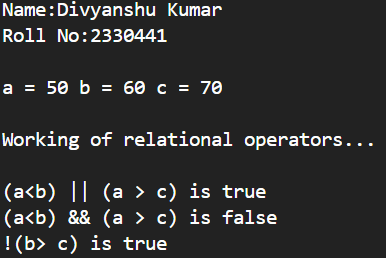 Name:Divyanshu Kumar
Roll No:2330441
a = 50 b = 60 c = 70
Working of relational operators...
(a<b) || (a > c) is true
(a<b) && (a > c) is false
!(b> c) is true